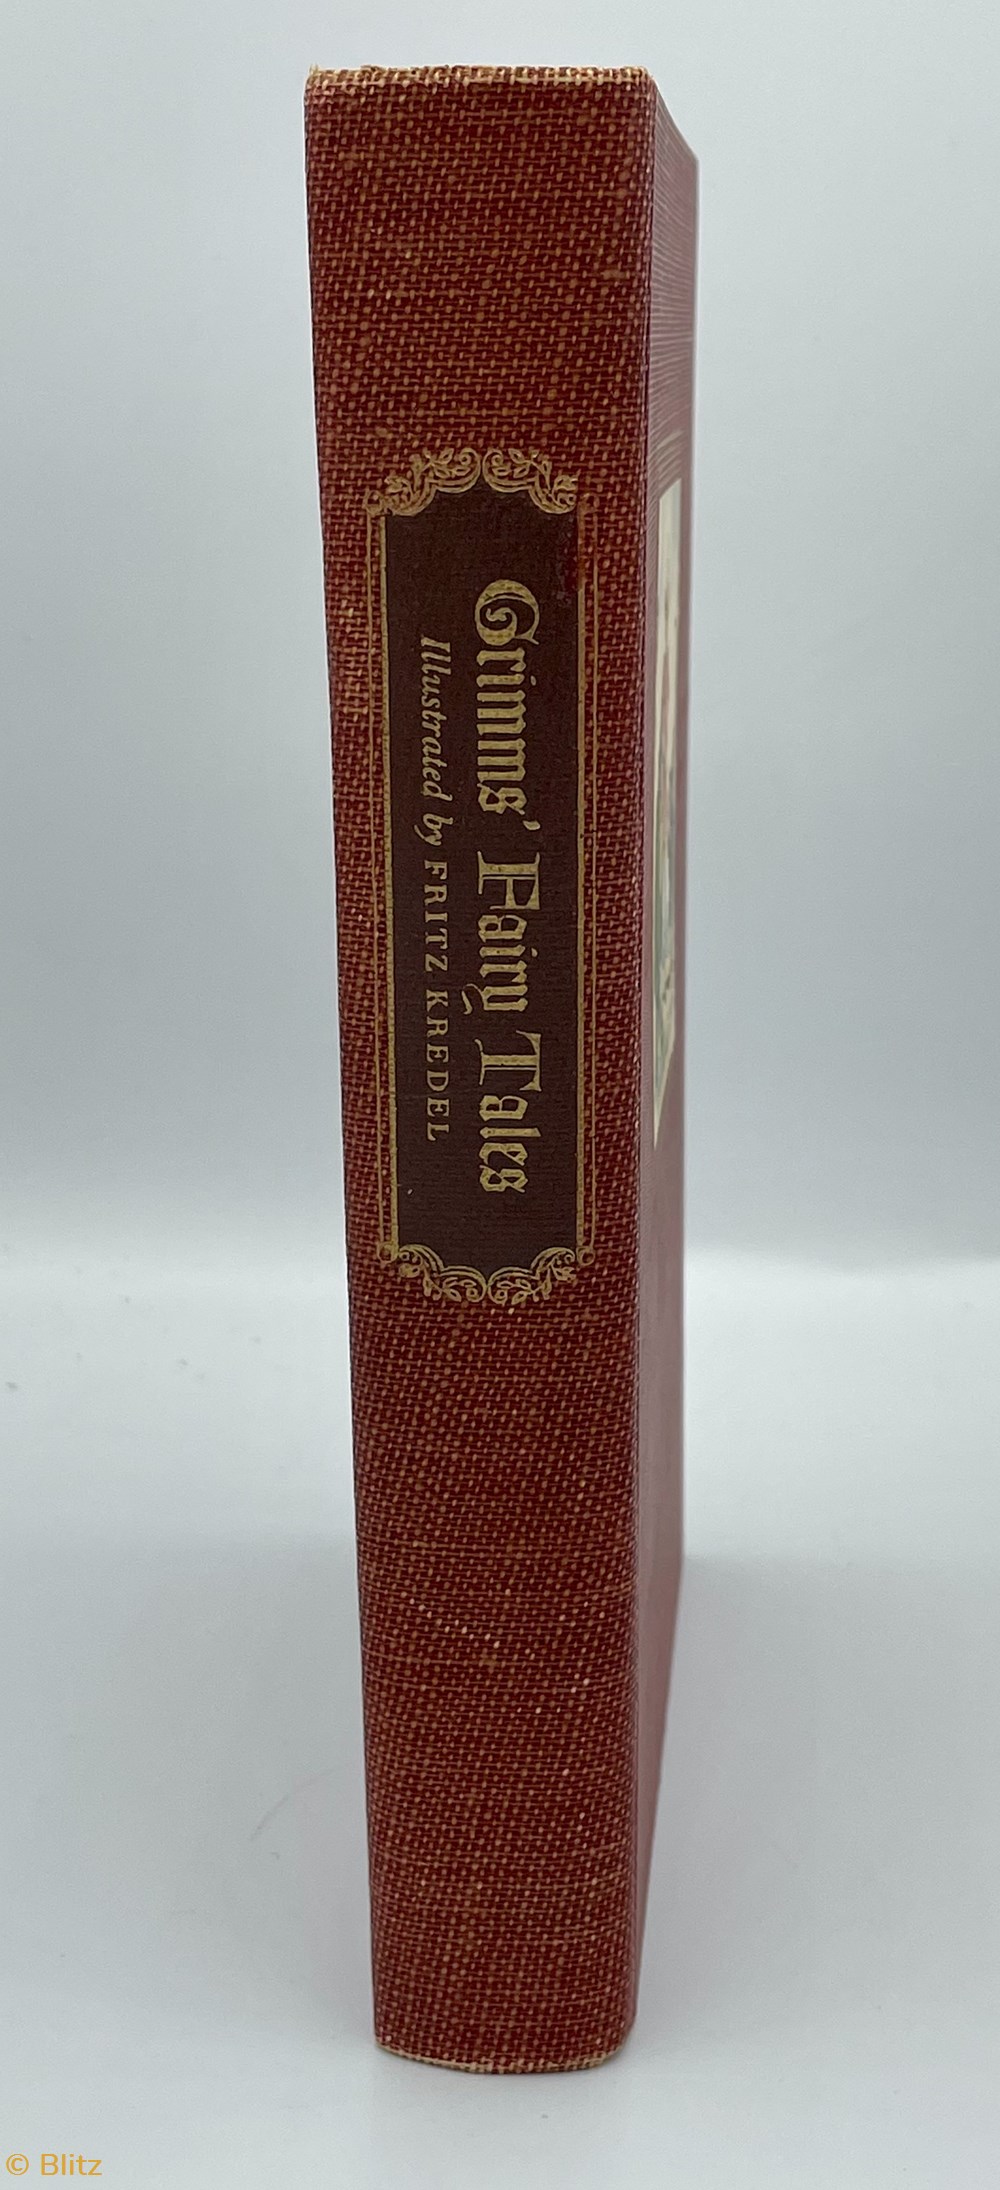 Grimms' Fairy Tales
Illustrated by FRITZ KREDEL
© Blitz